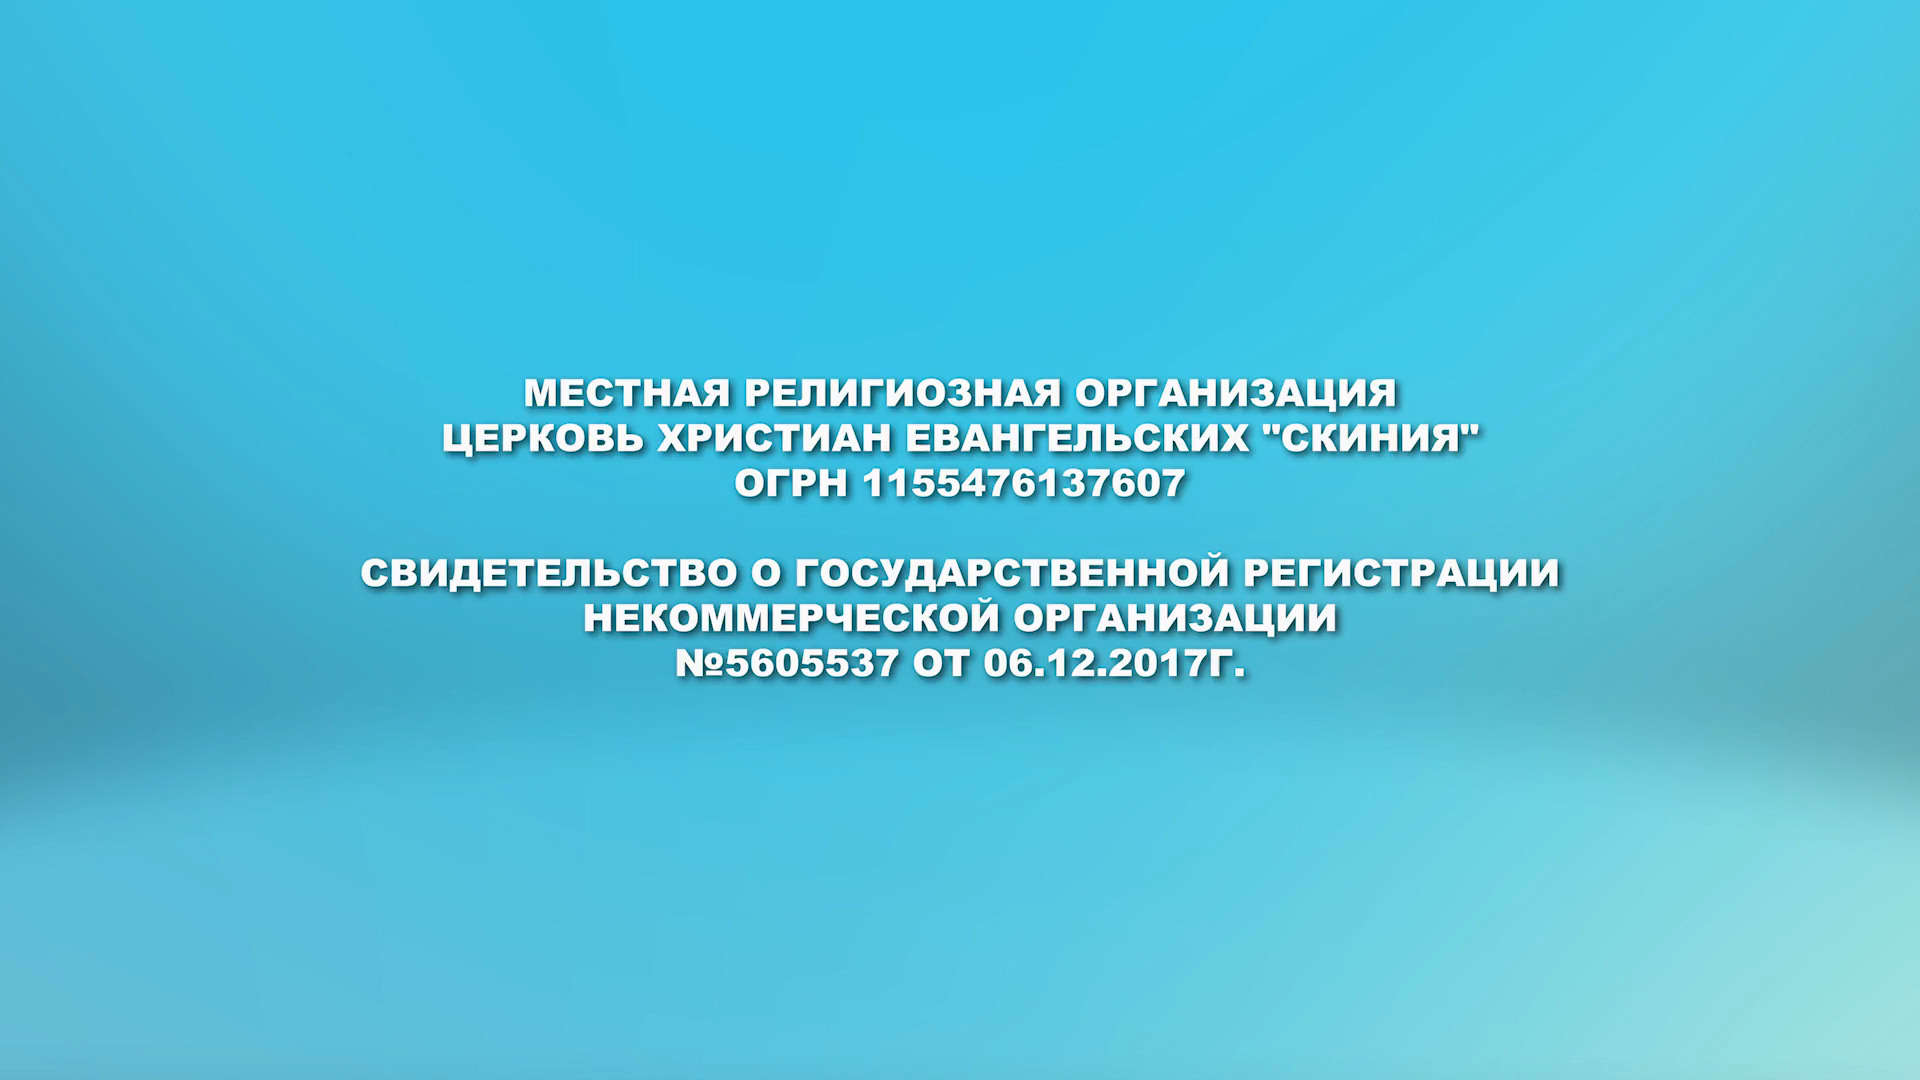 МЕСТНАЯ РЕЛИГИОЗНАЯ ОРГАНИЗАЦИЯ
ЦЕРКОВЬ ХРИСТИАН ЕВАНГЕЛЬСКИХ "СКИНИЯ"
ОГРН 1155476137607
СВИДЕТЕЛЬСТВО О ГОСУДАРСТВЕННОЙ РЕГИСТРАЦИИ
НЕКОММЕРЧЕСКОЙ ОРГАНИЗАЦИИ
№5605537 ОТ 06.12.2017Г.